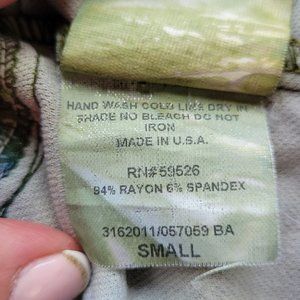 HAND WASH COLD LINE DRY IN
SHADE NO BLEACH DO NOT
IRON
MADE IN U.S.A.
RN#59526
94% RAYON 6% SPANDEX
3162011/057059 BA
SMALL